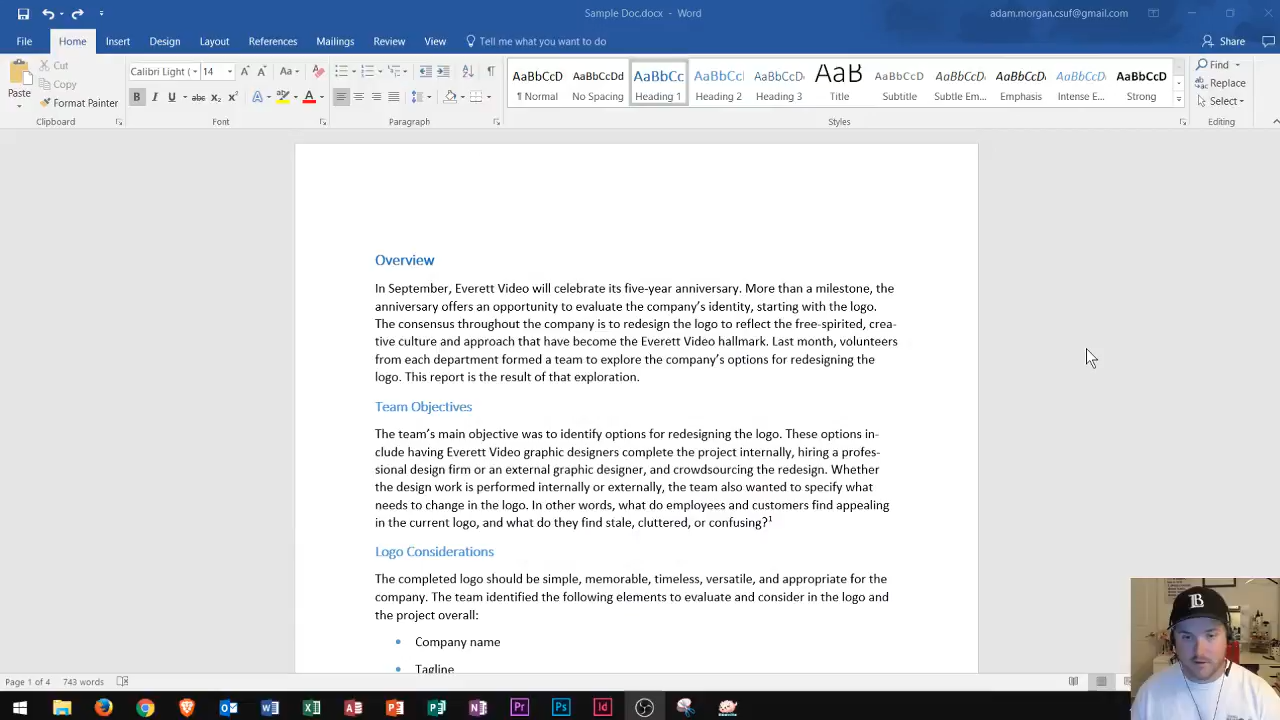 Sample Doc.docx - Word
adam.morgan.csuf@gmail.com
File Home Insert Design Layout References Mailings Review View Tell me what you want to do Share
Paste
Cut
Copy
Format Painter
Clipboard
Calibri Light ( 14
Font
Paragraph
AaBbCcD AaBbCcDd AaBbCc AaBbCcI AaBbCcI AaB AaBbCcD AaBbCcD AaBbCcD AaBbCcD AaBbCcD
¶ Normal No Spacing Heading 1 Heading 2 Heading 3 Title Subtitle Subtle Em... Emphasis Intense E... Strong
Styles
Find
Replace
Select
Editing
Overview
In September, Everett Video will celebrate its five-year anniversary. More than a milestone, the
anniversary offers an opportunity to evaluate the company's identity, starting with the logo.
The consensus throughout the company is to redesign the logo to reflect the free-spirited, crea-
tive culture and approach that have become the Everett Video hallmark. Last month, volunteers
from each department formed a team to explore the company's options for redesigning the
logo. This report is the result of that exploration.
Team Objectives
The team's main objective was to identify options for redesigning the logo. These options in-
clude having Everett Video graphic designers complete the project internally, hiring a profes-
sional design firm or an external graphic designer, and crowdsourcing the redesign. Whether
the design work is performed internally or externally, the team also wanted to specify what
needs to change in the logo. In other words, what do employees and customers find appealing
in the current logo, and what do they find stale, cluttered, or confusing?1
Logo Considerations
The completed logo should be simple, memorable, timeless, versatile, and appropriate for the
company. The team identified the following elements to evaluate and consider in the logo and
the project overall:
• Company name
• Tagline
Page 1 of 4 743 words